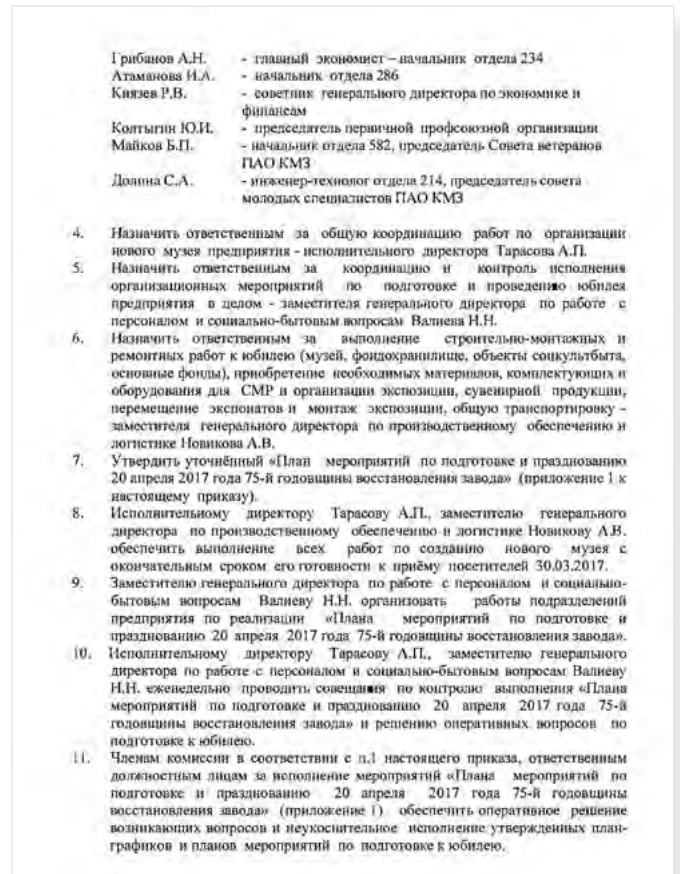 Грибанов А.Н. - главный экономист – начальник отдела 234
Атаманова И.А. - начальник отдела 286
Князев Р.В. - советник генерального директора по экономике и
финансам
Колтыгин Ю.И. - председатель первичной профсоюзной организации
Майков Б.П. - начальник отдела 582, председатель Совета ветеранов
ПАО КМЗ
Долина С.А. - инженер-технолог отдела 214, председатель совета
молодых специалистов ПАО КМЗ
4. Назначить ответственным за общую координацию работ по организации
нового музея предприятия - исполнительного директора Тарасова А.П.
5. Назначить ответственным за координацию и контроль исполнения
организационных мероприятий по подготовке и проведению юбилея
предприятия в целом - заместителя генерального директора по работе с
персоналом и социально-бытовым вопросам Валиева Н.Н.
6. Назначить ответственным за выполнение строительно-монтажных и
ремонтных работ к юбилею (музей, фондохранилище, объекты соцкультбыта,
основные фонды), приобретение необходимых материалов, комплектующих и
оборудования для СМР и организации экспозиции, сувенирной продукции,
перемещение экспонатов и монтаж экспозиции, общую транспортировку –
заместителя генерального директора по производственному обеспечению и
логистике Новикова А.В.
7. Утвердить уточнённый «План мероприятий по подготовке и празднованию
20 апреля 2017 года 75-й годовщины восстановления завода» (приложение 1 к
настоящему приказу).
8. Исполнительному директору Тарасову А.П., заместителю генерального
директора по производственному обеспечению и логистике Новикову А.В.
обеспечить выполнение всех работ по созданию нового музея с
окончательным сроком его готовности к приёму посетителей 30.03.2017.
9. Заместителю генерального директора по работе с персоналом и социально-
бытовым вопросам Валиеву Н.Н. организовать работы подразделений
предприятия по реализации «Плана мероприятий по подготовке и
празднованию 20 апреля 2017 года 75-й годовщины восстановления завода».
10. Исполнительному директору Тарасову А.П., заместителю генерального
директора по работе с персоналом и социально-бытовым вопросам Валиеву
Н.Н. еженедельно проводить совещания по контролю выполнения «Плана
мероприятий по подготовке и празднованию 20 апреля 2017 года 75-й
годовщины восстановления завода» и решению оперативных вопросов по
подготовке к юбилею.
11. Членам комиссии в соответствии с п.1 настоящего приказа, ответственным
должностным лицам за исполнение мероприятий «Плана мероприятий по
подготовке и празднованию 20 апреля 2017 года 75-й годовщины
восстановления завода» (приложение 1) обеспечить оперативное решение
возникающих вопросов и неукоснительное исполнение утвержденных план-
графиков и планов мероприятий по подготовке к юбилею.